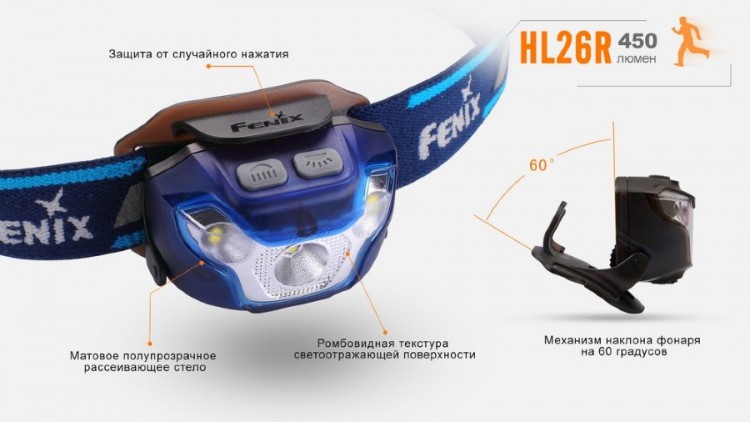 Защита от случайного нажатия
HL26R 450
люмен
FENIX
FENIX
FENIX
60°
Матовое полупрозрачное
рассеивающее стело
Ромбовидная текстура
светоотражающей поверхности
Механизм наклона фонаря
на 60 градусов